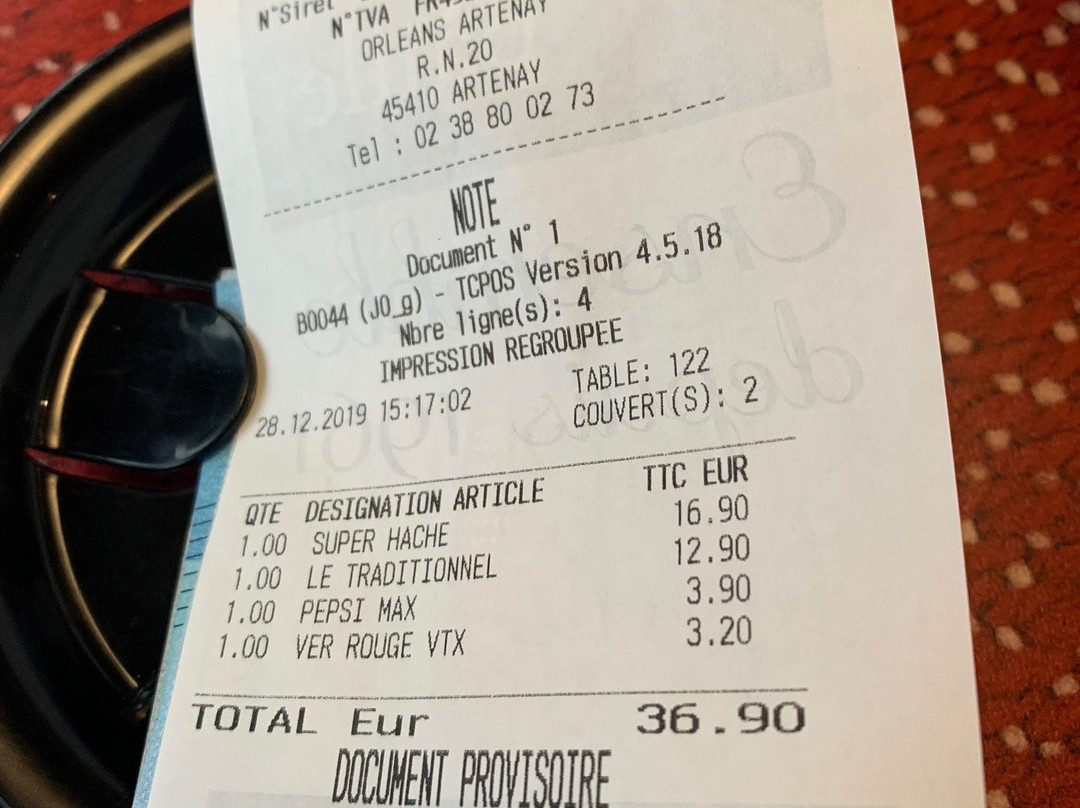 N°Siret
N°TVA
ORLEANS ARTENAY
R.N.20
45410 ARTENAY
Tel : 02 38 80 02 73
NOTE
Document N° 1
B0044 (JO_g) - TCPOS Version 4.5.18
Nbre ligne(s): 4
IMPRESSION REGROUPEE
28.12.2019 15:17:02 TABLE: 122
COUVERT(S): 2
QTE DESIGNATION ARTICLE TTC EUR
1.00 SUPER HACHE 16.90
1.00 LE TRADITIONNEL 12.90
1.00 PEPSI MAX 3.90
1.00 VER ROUGE VTX 3.20
TOTAL Eur 36.90
DOCUMENT PROVISOIRE